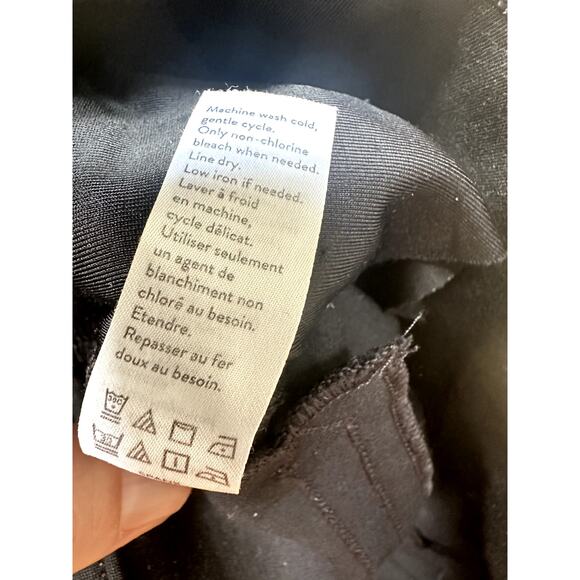 Machine wash cold,
gentle cycle.
Only non-chlorine
bleach when needed.
Line dry.
Low iron if needed.
Laver à froid
en machine,
cycle délicat.
Utiliser seulement
un agent de
blanchiment non
chloré au besoin.
Etendre.
Repasser au fer
doux au besoin.
30C
30